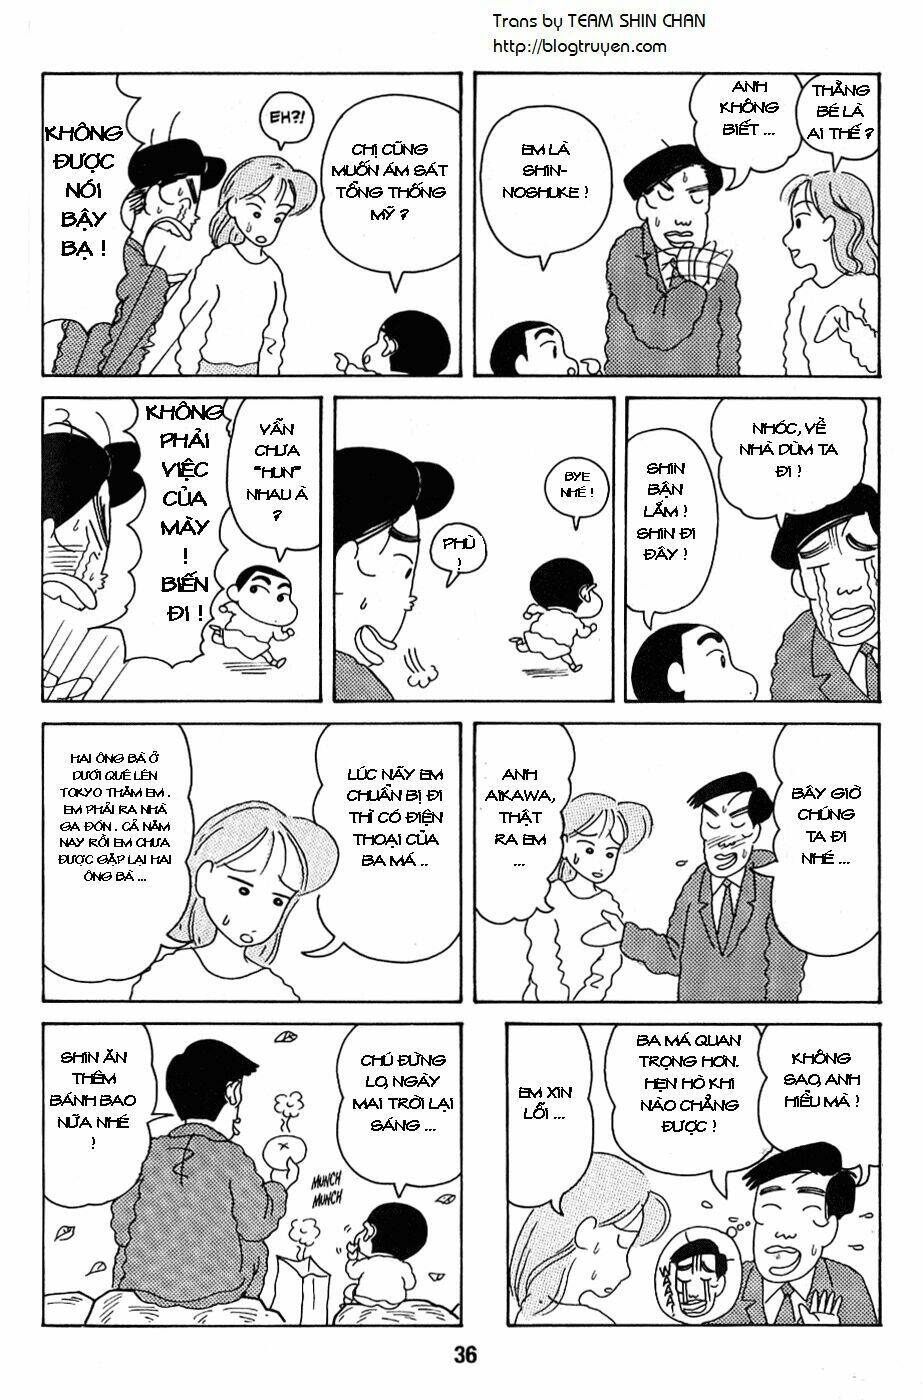 Trans by TEAM SHIN CHAN
http://blogtruyen.com
THẰNG
BÉ LÀ
AI THẾ ?
ANH
KHÔNG
BIẾT ...
EM LÀ
SHIN-
NOSHUKE !
CHỊ CŨNG
MUỐN ÁM SÁT
TỔNG THỐNG
MỸ ?
EH?!
KHÔNG
ĐƯỢC
NÓI
BẬY
BẠ !
NHÓC, VỀ
NHÀ DÙM TA
ĐI !
SHIN
BẬN
LẮM !
SHIN ĐI
ĐÂY !
BYE
NHÉ !
PHÙ
!
VẪN
CHƯA
"HUN"
NHAU À
?
KHÔNG
PHẢI
VIỆC
CỦA
MÀY
!
BIẾN
ĐI !
BÂY GIỜ
CHÚNG
TA ĐI
NHÉ ...
ANH
AIKAWA,
THẬT
RA EM
...
LÚC NÃY EM
CHUẨN BỊ ĐI
THÌ CÓ ĐIỆN
THOẠI CỦA
BA MÁ ..
HAI ÔNG BÀ Ở
DƯỚI QUÊ LÊN
TOKYO THĂM EM .
EM PHẢI RA NHÀ
GA ĐÓN . CẢ NĂM
NAY RỒI EM CHƯA
ĐƯỢC GẶP LẠI HAI
ÔNG BÀ ...
KHÔNG
SAO, ANH
HIỂU MÀ !
BA MÁ QUAN
TRỌNG HƠN.
HẸN HÒ KHI
NÀO CHẲNG
ĐƯỢC !
EM XIN
LỖI ...
WAAA!
CHÚ ĐỪNG
LO, NGÀY
MAI TRỜI LẠI
SÁNG ...
MUNCH
MUNCH
SHIN ĂN
THÊM
BÁNH BAO
NỮA NHÉ
!
36